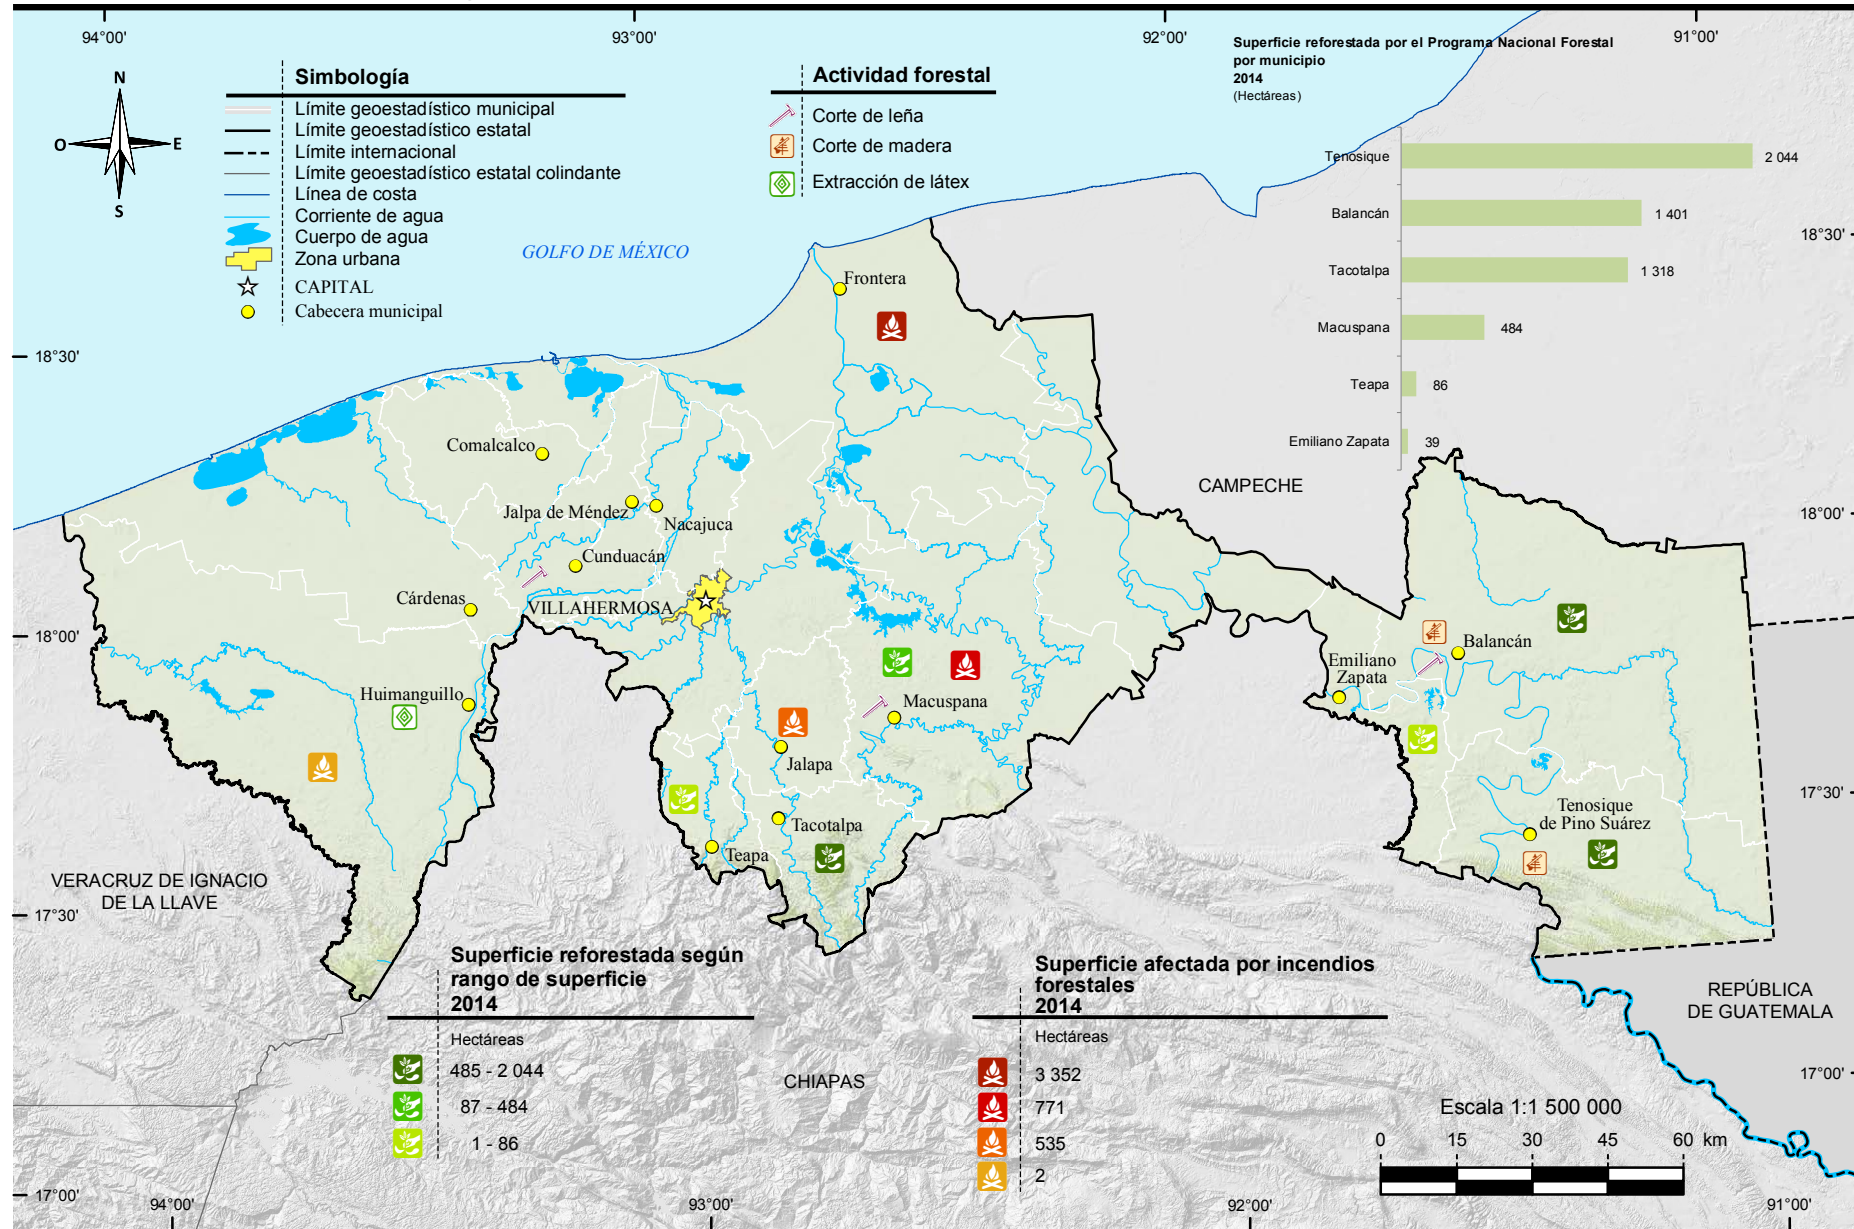 94°00'
93°00'
92°00'
91°00'
N
O
E
S
Simbología
Límite geoestadístico municipal
Límite geoestadístico estatal
Límite internacional
Límite geoestadístico estatal colindante
Línea de costa
Corriente de agua
Cuerpo de agua
Zona urbana
CAPITAL
Cabecera municipal
Actividad forestal
Corte de leña
Corte de madera
Extracción de látex
Superficie reforestada por el Programa Nacional Forestal
por municipio
2014
(Hectáreas)
Tenosique 2 044
Balancán 1 401
Tacotalpa 1 318
Macuspana 484
Teapa 86
Emiliano Zapata 39
GOLFO DE MÉXICO
18°30'
18°30'
18°00'
18°00'
17°30'
17°30'
17°00'
17°00'
Frontera
Comalcalco
Jalpa de Méndez
Nacajuca
Cunduacán
Cárdenas
VILLAHERMOSA
Huimanguillo
Macuspana
Jalapa
Tacotalpa
Teapa
CAMPECHE
Emiliano
Zapata
Balancán
Tenosique
de Pino Suárez
VERACRUZ DE IGNACIO
DE LA LLAVE
CHIAPAS
REPÚBLICA
DE GUATEMALA
Superficie reforestada según
rango de superficie
2014
Hectáreas
485 - 2 044
87 - 484
1 - 86
Superficie afectada por incendios
forestales
2014
Hectáreas
3 352
771
535
2
Escala 1:1 500 000
0 15 30 45 60 km
94°00'
93°00'
92°00'
91°00'